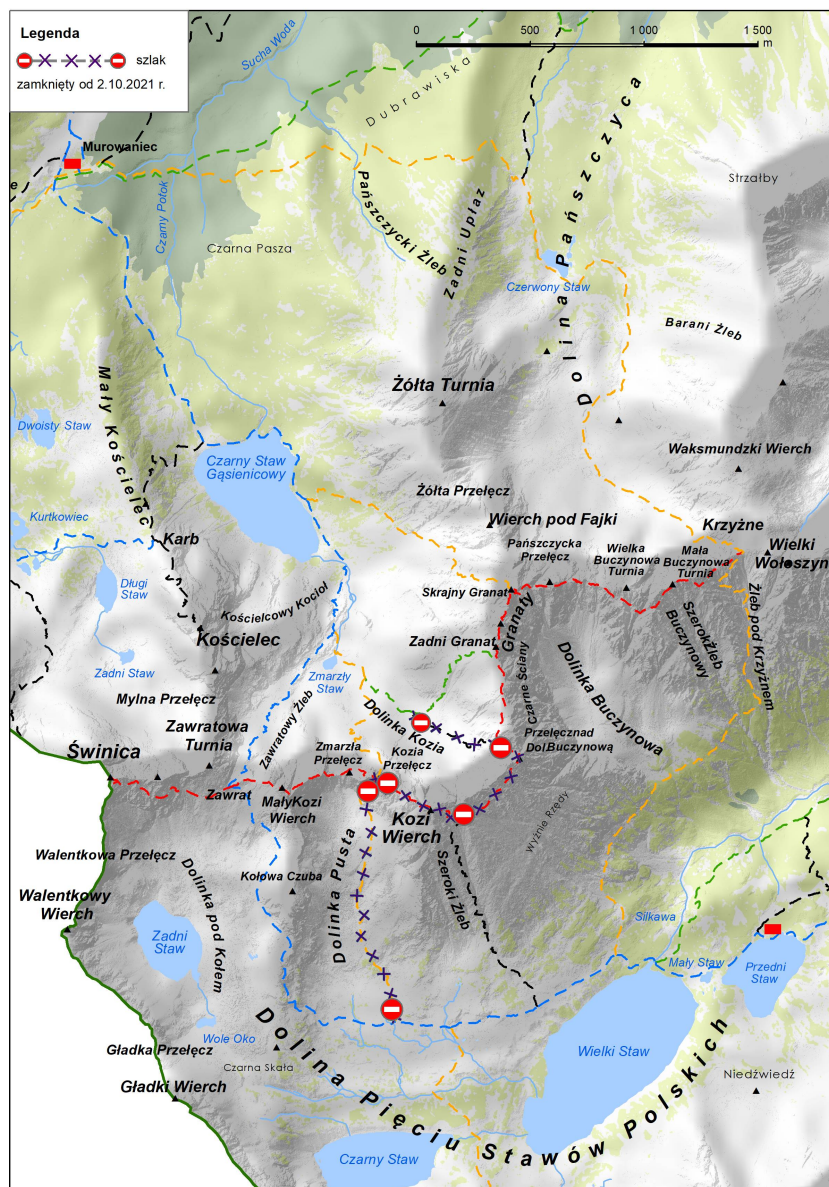 Legenda
szlak
zamknięty od 2.10.2021 r.
0 500 1 000 1 500
m
Sucha Woda
Dubrawiska
Murowaniec
e
Czarny Potok
Czarna Pasza
Pańszczycki Żleb
Zadni Upłaz
Dolina Pańszczyca
Strzałby
Czerwony Staw
Barani Żleb
Żółta Turnia
Mały Kościelec
Dwoisty Staw
Czarny Staw
Gąsienicowy
Waksmundzki Wierch
Żółta Przełęcz
Kurtkowiec
Karb
Wierch pod Fajki
Krzyżne
Pańszczycka
Przełęcz
Wielka
Buczynowa
Turnia
Mała
Buczynowa
Turnia
Wielki
Wołoszyn
Długi
Staw
Kościelcowy Kocioł
Skrajny Granat
Granaty
Szeroki Żleb
Buczynowy
Żleb pod Krzyżnem
Kościelec
Zadni Granat
Czarne Ściany
Dolinka Buczynowa
Zadni Staw
Zmarzły
Staw
Mylna Przełęcz
Zawratowy Żleb
Dolinka Kozia
Zawratowa
Turnia
Przełęcz nad
Dol.Buczynową
Świnica
Zmarzła
Przełęcz
Kozia
Przełęcz
Zawrat
Mały Kozi
Wierch
Kozi
Wierch
Wyżnie Rzędy
Walentkowa Przełęcz
Dolinka pod Kołem
Kołowa Czuba
Dolinka Pusta
Szeroki Żleb
Walentkowy
Wierch
Zadni
Staw
Siklawa
Mały Staw
Przedni
Staw
Wole Oko
Gładka Przełęcz
Czarna Skała
Dolina Pięciu Stawów Polskich
Wielki Staw
Niedźwiedź
Gładki Wierch
Czarny Staw